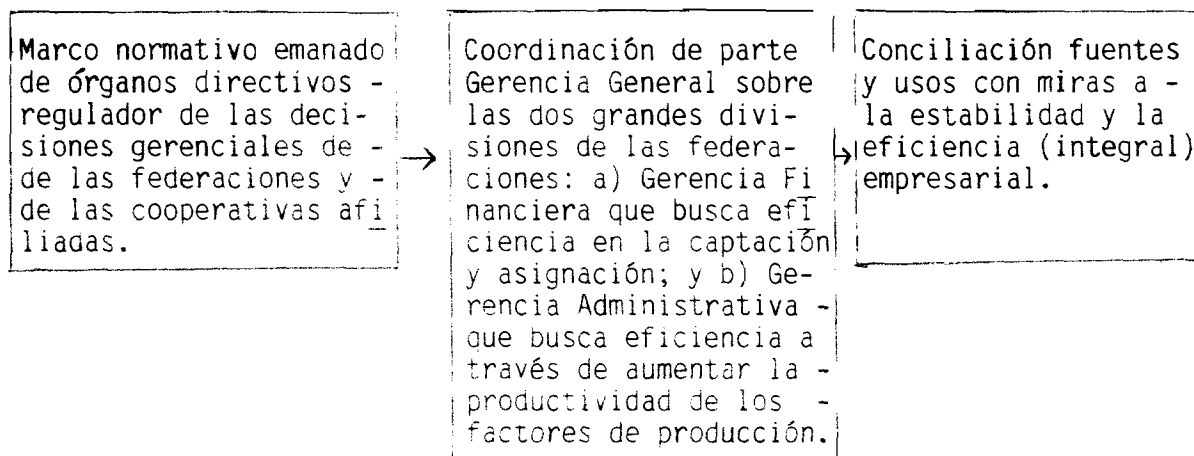 Marco normativo emanado
de órganos directivos -
regulador de las deci-
siones gerenciales de -
de las federaciones y -
de las cooperativas afi
liadas.
Coordinación de parte
Gerencia General sobre
las dos grandes divi-
siones de las federa-
ciones: a) Gerencia Fi
nanciera que busca efi
ciencia en la captación
y asignación; y b) Ge-
rencia Administrativa -
que busca eficiencia a
través de aumentar la -
productividad de los -
factores de producción.
Conciliación fuentes
y usos con miras a -
la estabilidad y la
eficiencia (integral)
empresarial.